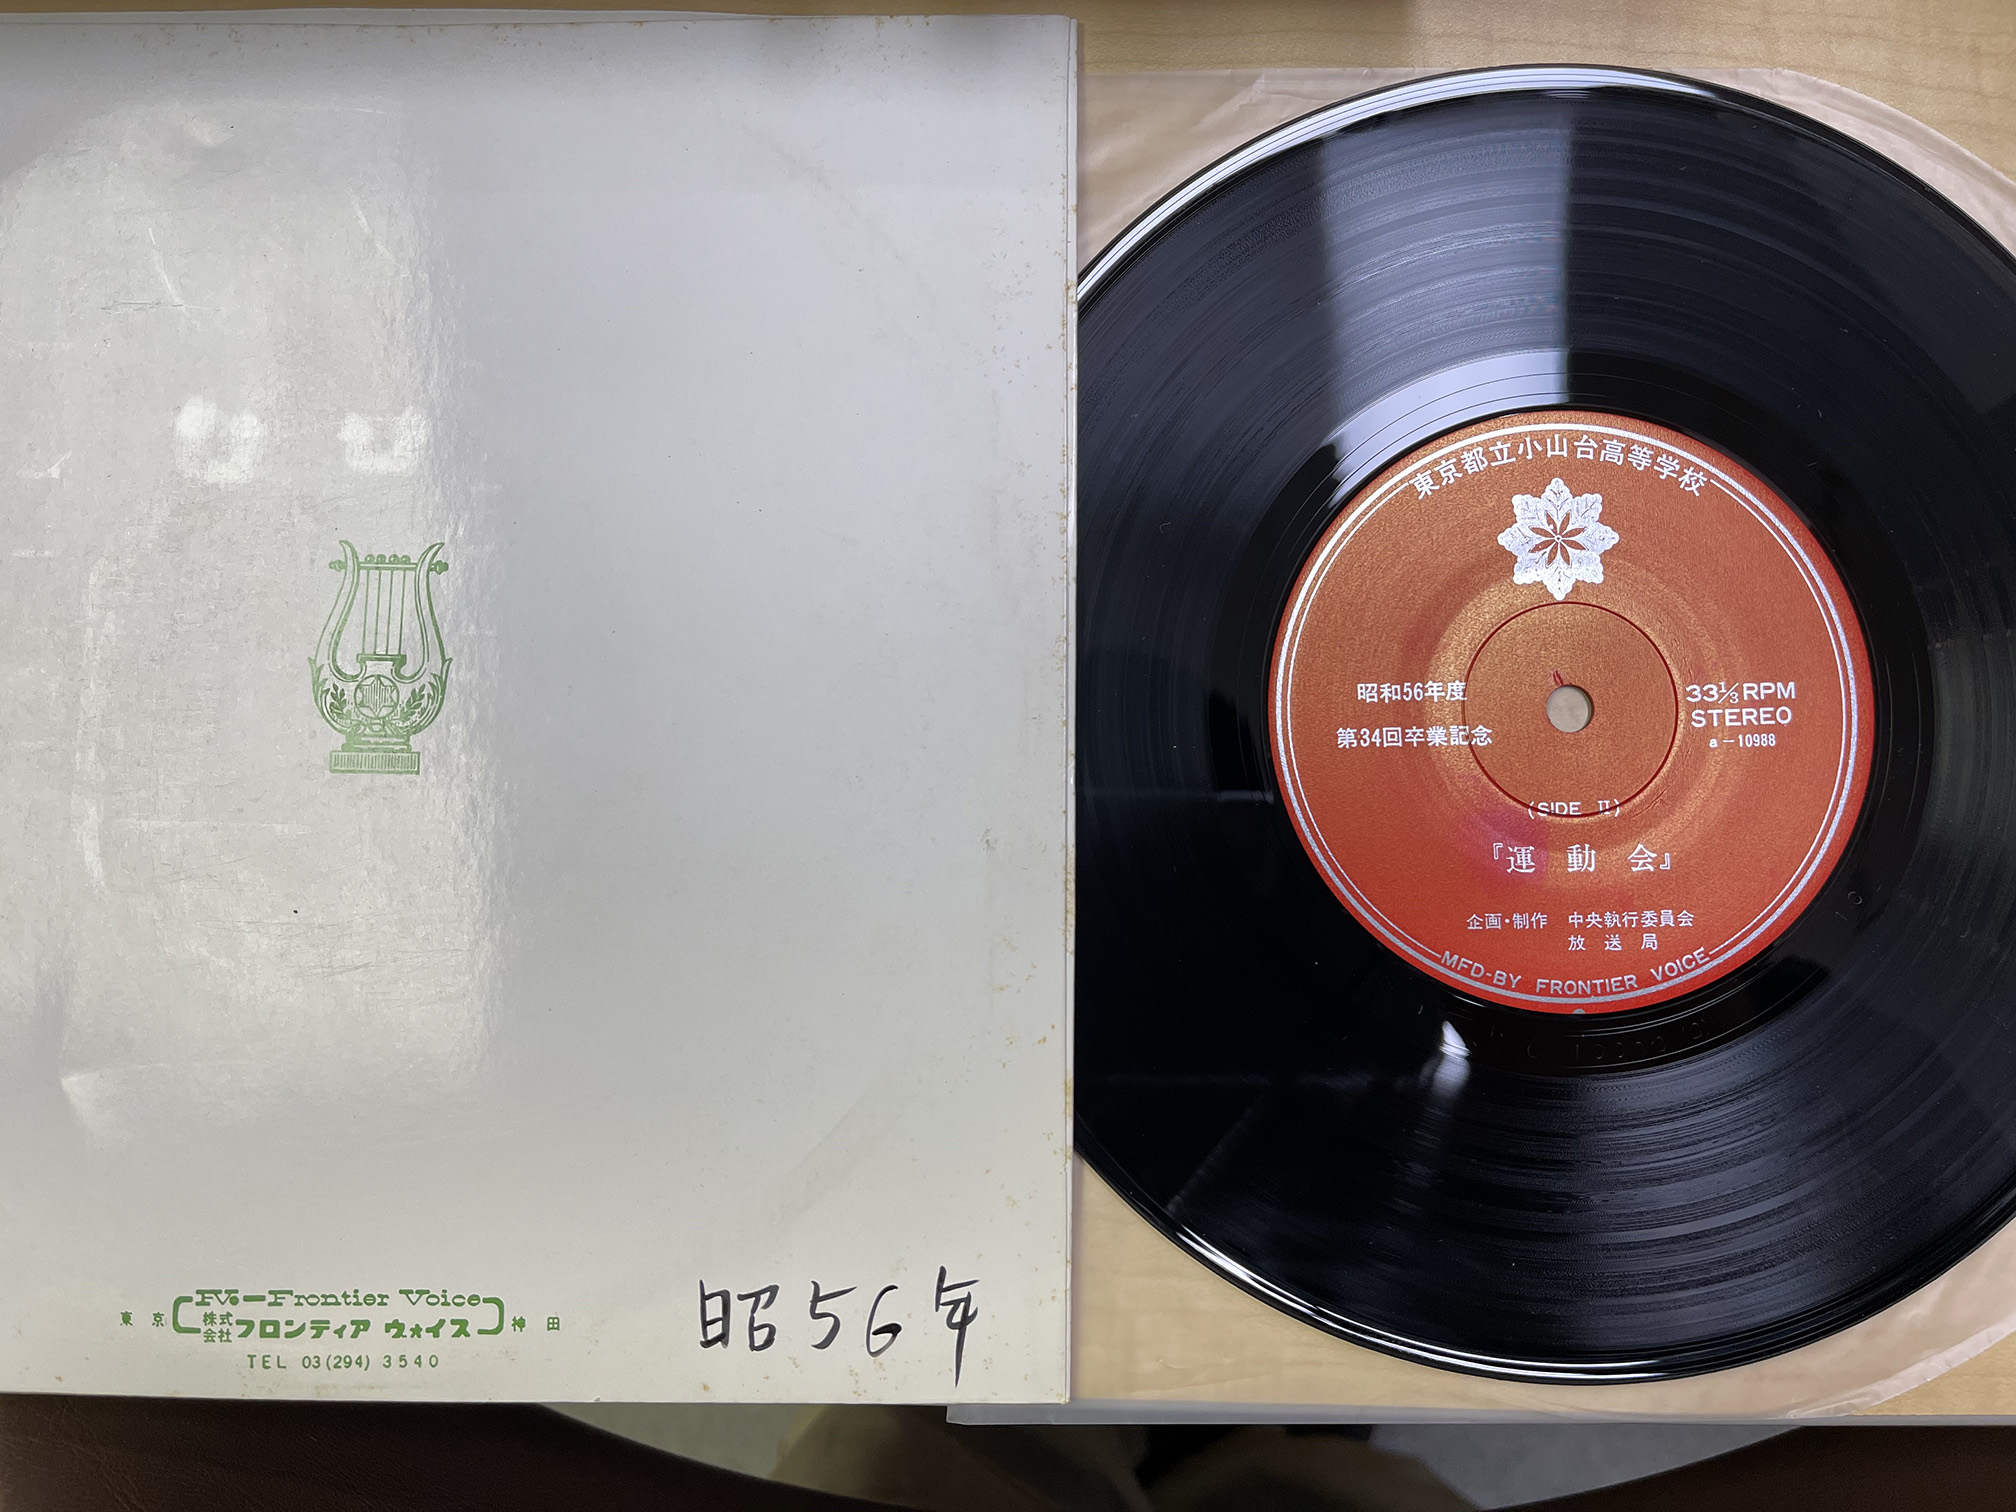 FVo—Frontier Voice
東京 株式会社 フロンティア ヴォイス 神田
TEL 03(294)3540
昭56年
東京都立小山台高等学校
昭和56年度
第34回卒業記念
33⅓RPM
STEREO
a-10988
(SIDE II)
『運動会』
企画・制作 中央執行委員会
放送局
MFD-BY FRONTIER VOICE